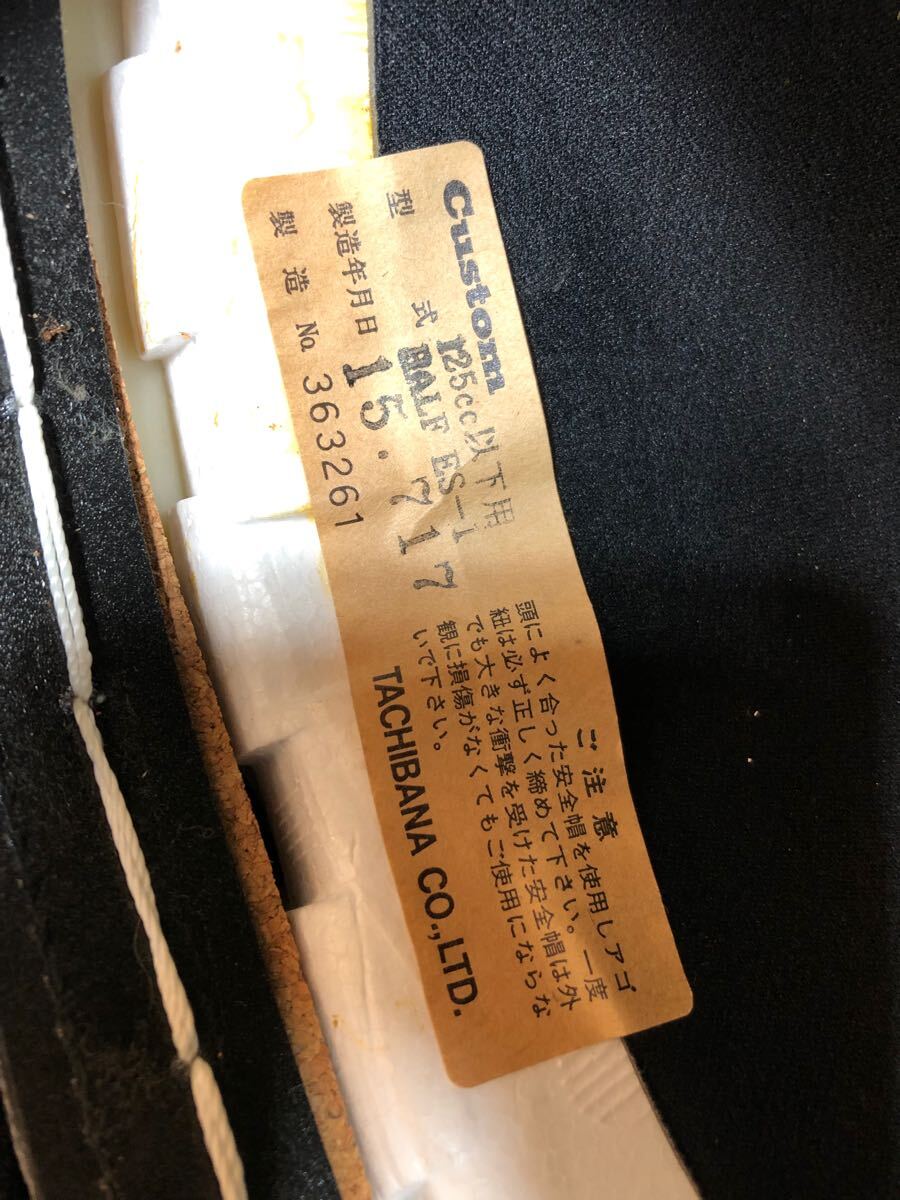 Custom
125cc以下用
型 式 HALF ES-1
製造年月日 15. 717
製 造 No. 363261
ご 注 意
頭によく合った安全帽を使用しアゴ
紐は必ず正しく締めて下さい。一度
でも大きな衝撃を受けた安全帽は外
観に損傷がなくてもご使用にならな
いで下さい。
TACHIBANA CO.,LTD.